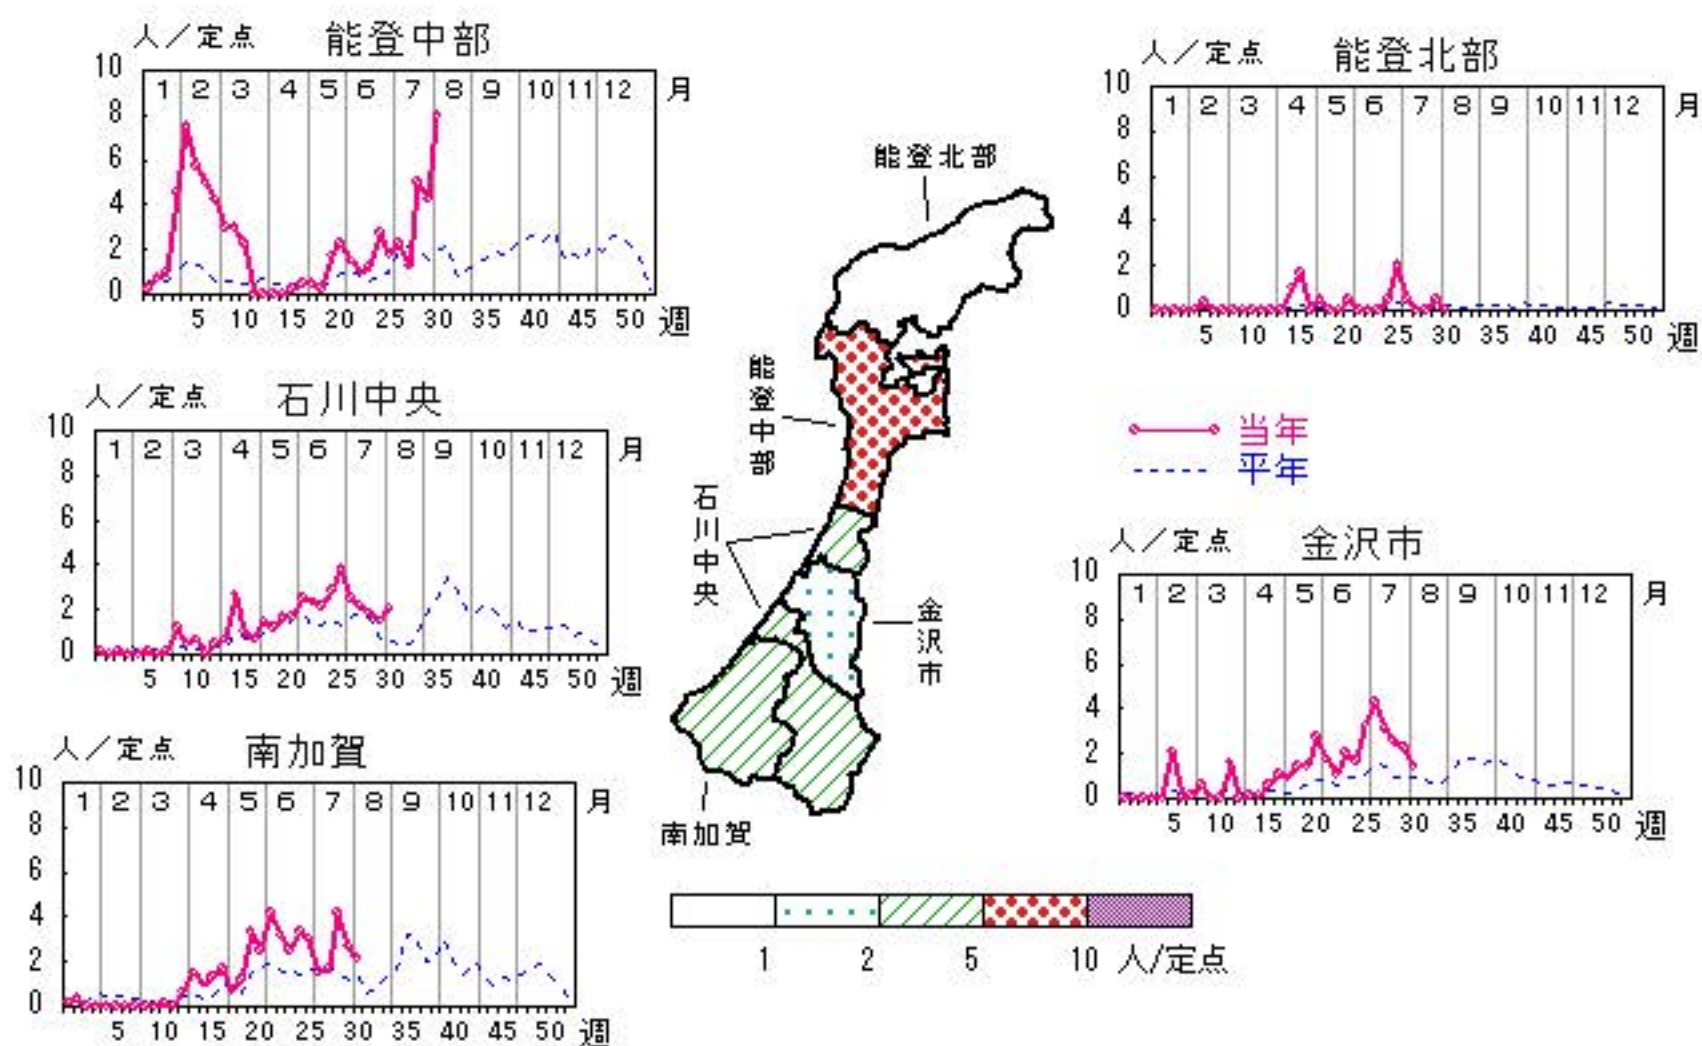 人／定点 能登中部
10 8 6 4 2 0
1 2 3 4 5 6 7 8 9 10 11 12 月
5 10 15 20 25 30 35 40 45 50 週
人／定点 能登北部
10 8 6 4 2 0
1 2 3 4 5 6 7 8 9 10 11 12 月
5 10 15 20 25 30 35 40 45 50 週
人／定点 石川中央
10 8 6 4 2 0
1 2 3 4 5 6 7 8 9 10 11 12 月
5 10 15 20 25 30 35 40 45 50 週
能登北部
能登中部
石川中央
金沢市
南加賀
当年
平年
人／定点 金沢市
10 8 6 4 2 0
1 2 3 4 5 6 7 8 9 10 11 12 月
5 10 15 20 25 30 35 40 45 50 週
人／定点 南加賀
10 8 6 4 2 0
1 2 3 4 5 6 7 8 9 10 11 12 月
5 10 15 20 25 30 35 40 45 50 週
1 2 5 10 人/定点